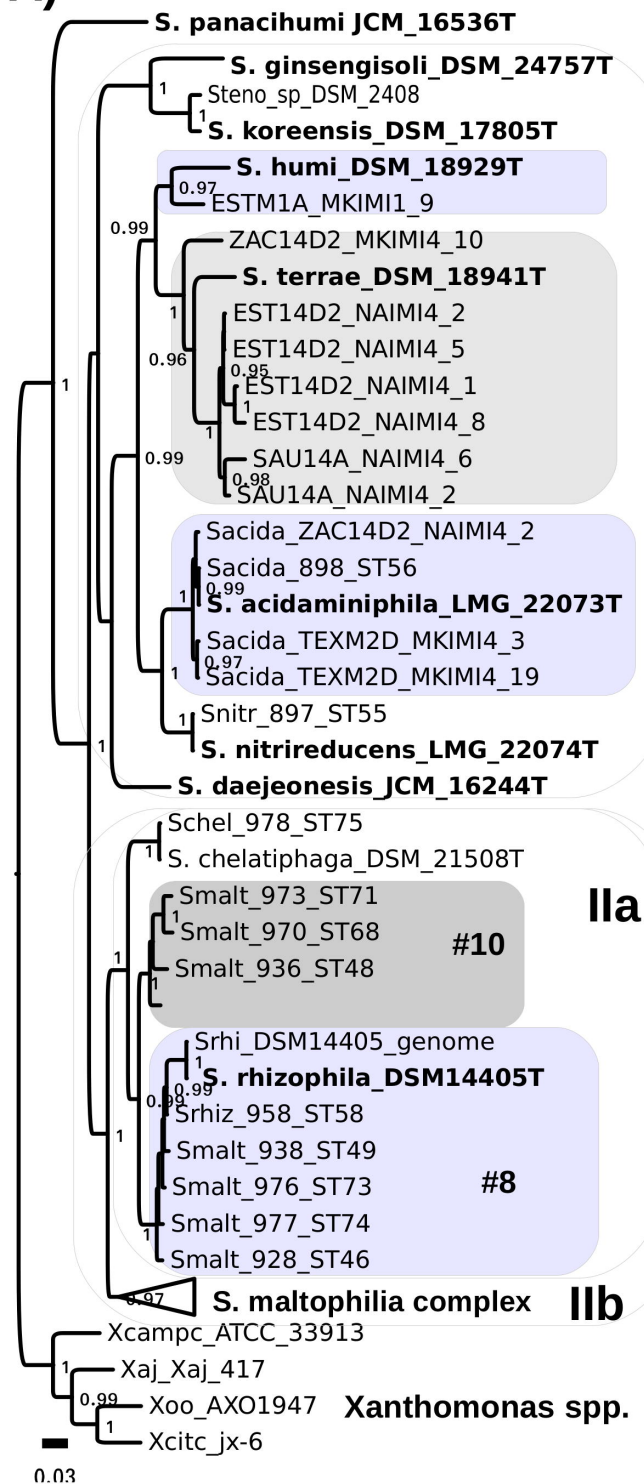 S. panacihumi JCM_16536T
S. ginsengisoli_DSM_24757T
1
Steno_sp_DSM_2408
1
S. koreensis_DSM_17805T
S. humi_DSM_18929T
0.97
ESTM1A_MKIMI1_9
0.99
ZAC14D2_MKIMI4_10
S. terrae_DSM_18941T
1
EST14D2_NAIMI4_2
EST14D2_NAIMI4_5
0.96
0.95
1
EST14D2_NAIMI4_1
1
EST14D2_NAIMI4_8
1
SAU14A_NAIMI4_6
0.99
0.98
SAU14A_NAIMI4_2
Sacida_ZAC14D2_NAIMI4_2
Sacida_898_ST56
0.99
1
S. acidaminiphila_LMG_22073T
Sacida_TEXM2D_MKIMI4_3
0.97
1
Sacida_TEXM2D_MKIMI4_19
Snitr_897_ST55
1
S. nitrireducens_LMG_22074T
1
S. daejeonesis_JCM_16244T
Schel_978_ST75
1
S. chelatiphaga_DSM_21508T
Smalt_973_ST71
IIa
1
Smalt_970_ST68
#10
1
Smalt_936_ST48
1
Srhi_DSM14405_genome
1
S. rhizophila_DSM14405T
0.99
0.99
Srhiz_958_ST58
1
Smalt_938_ST49
Smalt_976_ST73
#8
Smalt_977_ST74
1
Smalt_928_ST46
0.97
S. maltophilia complex
IIb
Xcampc_ATCC_33913
1
Xaj_Xaj_417
0.99
Xoo_AXO1947
Xanthomonas spp.
1
Xcitc_jx-6
0.03